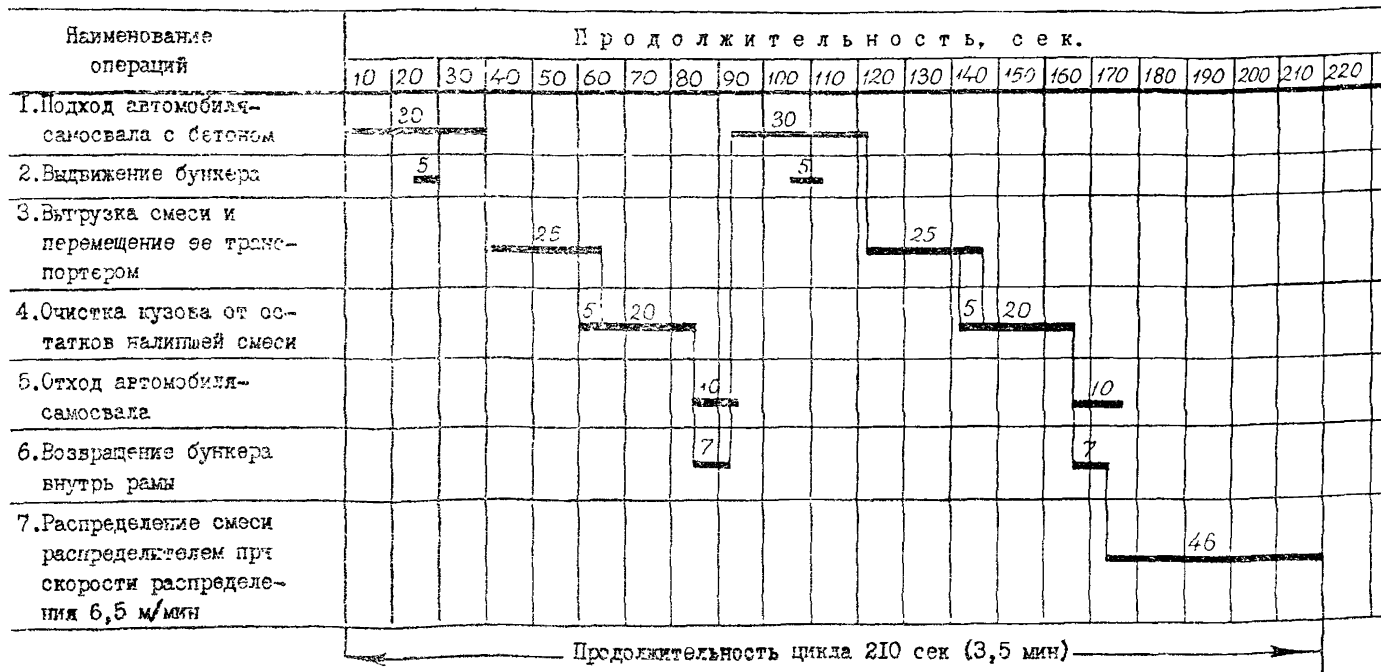 Наименование
операций
Продолжительность, сек.
10 20 30 40 50 60 70 80 90 100 110 120 130 140 150 160 170 180 190 200 210 220
1.Подход автомобиля-
самосвала с бетоном
30 30
2.Выдвижение бункера
5 5
3.Выгрузка смеси и
перемещение ее транс-
портером
25 25
4.Очистка кузова от ос-
татков налипшей смеси
5 20 5 20
5.Отход автомобиля-
самосвала
10 10
6.Возвращение бункера
внутрь рамы
7 7
7.Распределение смеси
распределителем при
скорости распределе-
ния 6,5 м/мин
46
Продолжительность цикла 210 сек (3,5 мин)